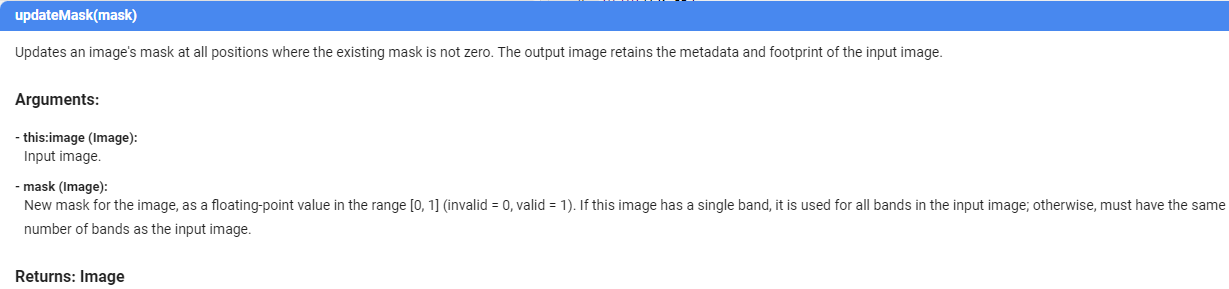 updateMask(mask)
Updates an image's mask at all positions where the existing mask is not zero. The output image retains the metadata and footprint of the input image.
Arguments:
- this:image (Image):
Input image.
- mask (Image):
New mask for the image, as a floating-point value in the range [0, 1] (invalid = 0, valid = 1). If this image has a single band, it is used for all bands in the input image; otherwise, must have the same
number of bands as the input image.
Returns: Image